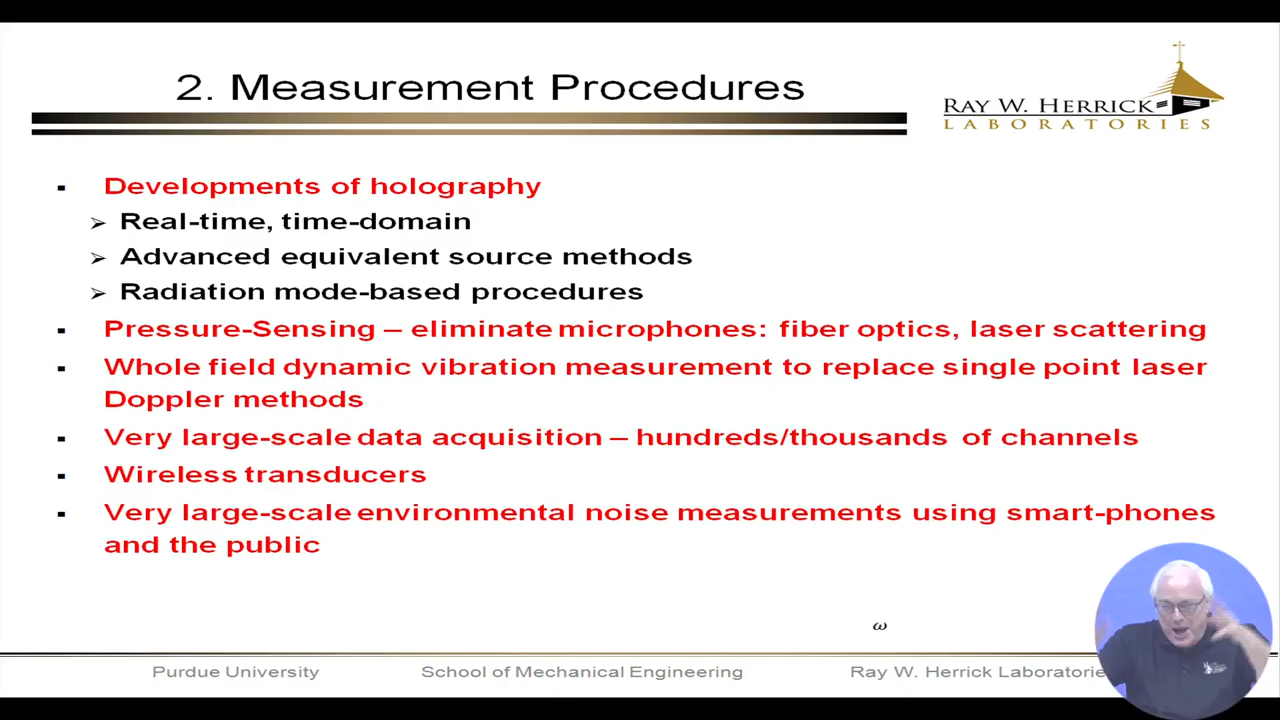 2. Measurement Procedures
RAY W. HERRICK
LABORATORIES
▪ Developments of holography
➢ Real-time, time-domain
➢ Advanced equivalent source methods
➢ Radiation mode-based procedures
▪ Pressure-Sensing – eliminate microphones: fiber optics, laser scattering
▪ Whole field dynamic vibration measurement to replace single point laser
Doppler methods
▪ Very large-scale data acquisition – hundreds/thousands of channels
▪ Wireless transducers
▪ Very large-scale environmental noise measurements using smart-phones
and the public
ω
Purdue University School of Mechanical Engineering Ray W. Herrick Laboratorie